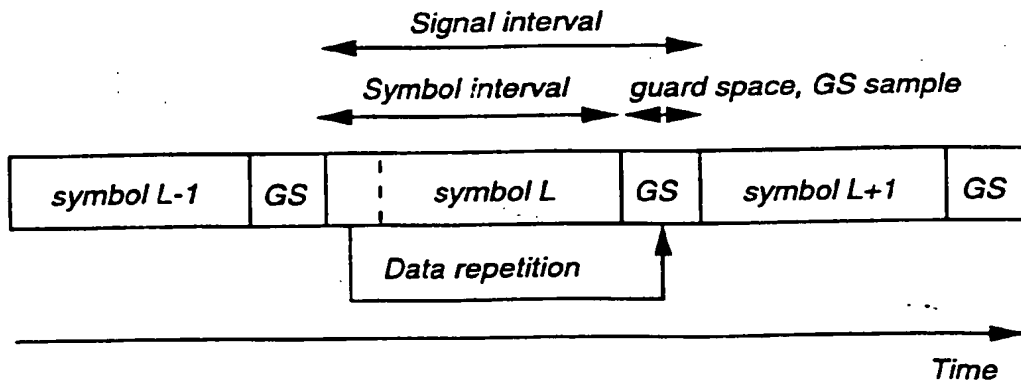 Signal interval
Symbol interval guard space, GS sample
symbol L-1 GS symbol L GS symbol L+1 GS
Data repetition
Time